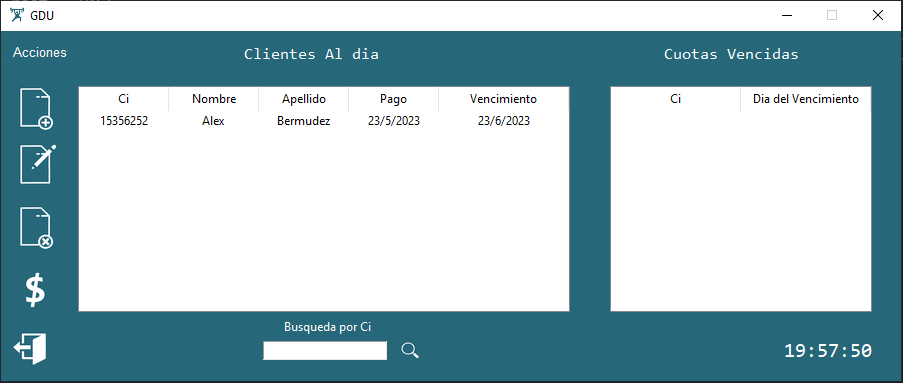 GDU
Acciones
Clientes Al dia
Cuotas Vencidas
Ci Nombre Apellido Pago Vencimiento
15356252 Alex Bermudez 23/5/2023 23/6/2023
Ci Dia del Vencimiento
$
Busqueda por Ci
19:57:50